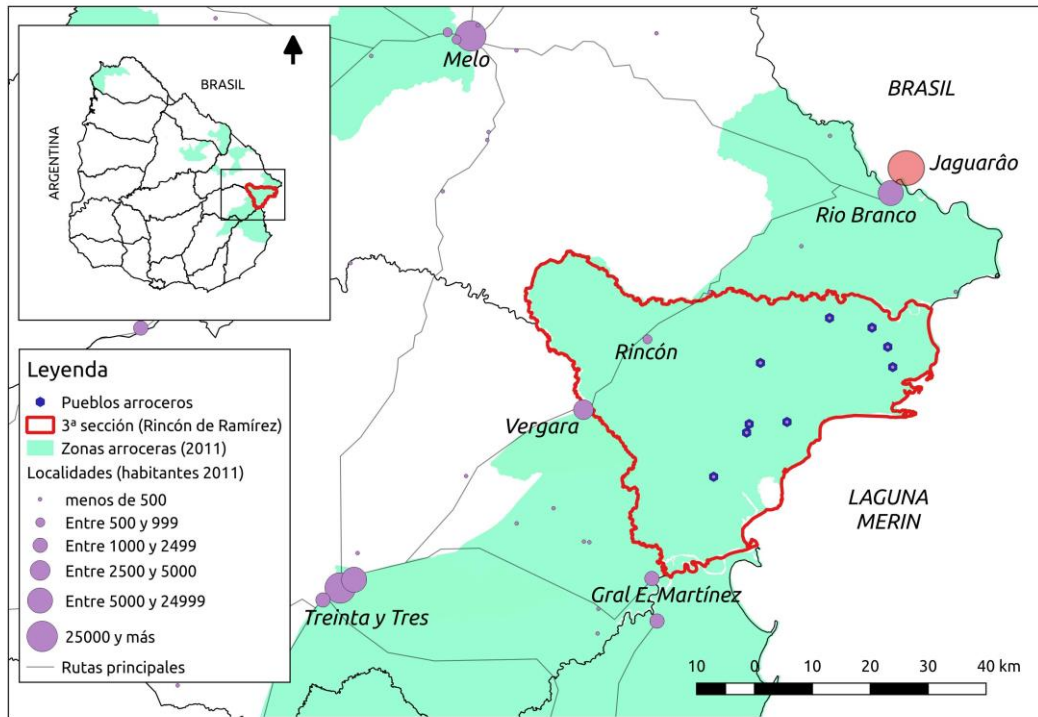 BRASIL
ARGENTINA
Melo
BRASIL
Jaguarâo
Rio Branco
Rincón
Vergara
LAGUNA
MERIN
Gral E. Martínez
Treinta y Tres
Leyenda
Pueblos arroceros
3ª sección (Rincón de Ramírez)
Zonas arroceras (2011)
Localidades (habitantes 2011)
menos de 500
Entre 500 y 999
Entre 1000 y 2499
Entre 2500 y 5000
Entre 5000 y 24999
25000 y más
Rutas principales
10 0 10 20 30 40 km